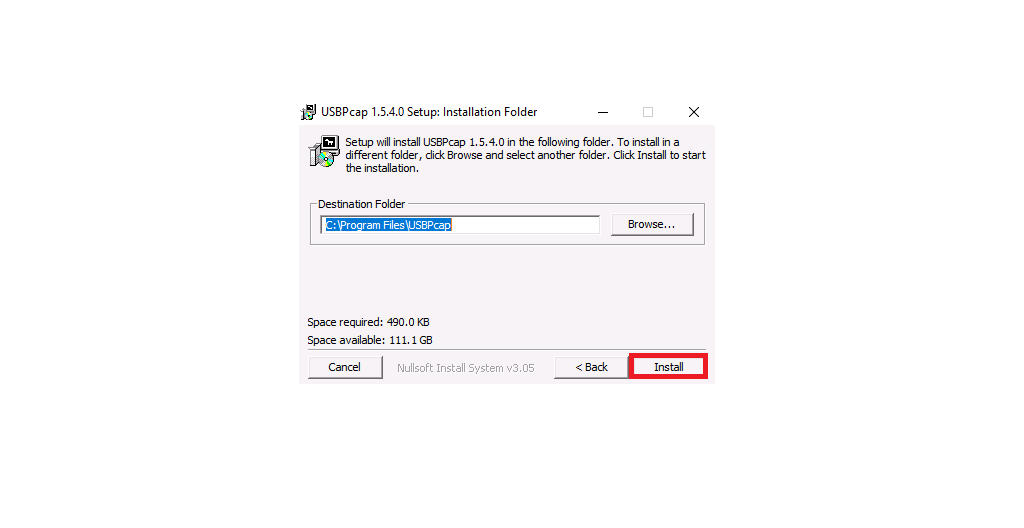 USBPcap 1.5.4.0 Setup: Installation Folder
Setup will install USBPcap 1.5.4.0 in the following folder. To install in a
different folder, click Browse and select another folder. Click Install to start
the installation.
Destination Folder
C:\Program Files\USBPcap
Browse...
Space required: 490.0 KB
Space available: 111.1 GB
Cancel
Nullsoft Install System v3.05
< Back
Install